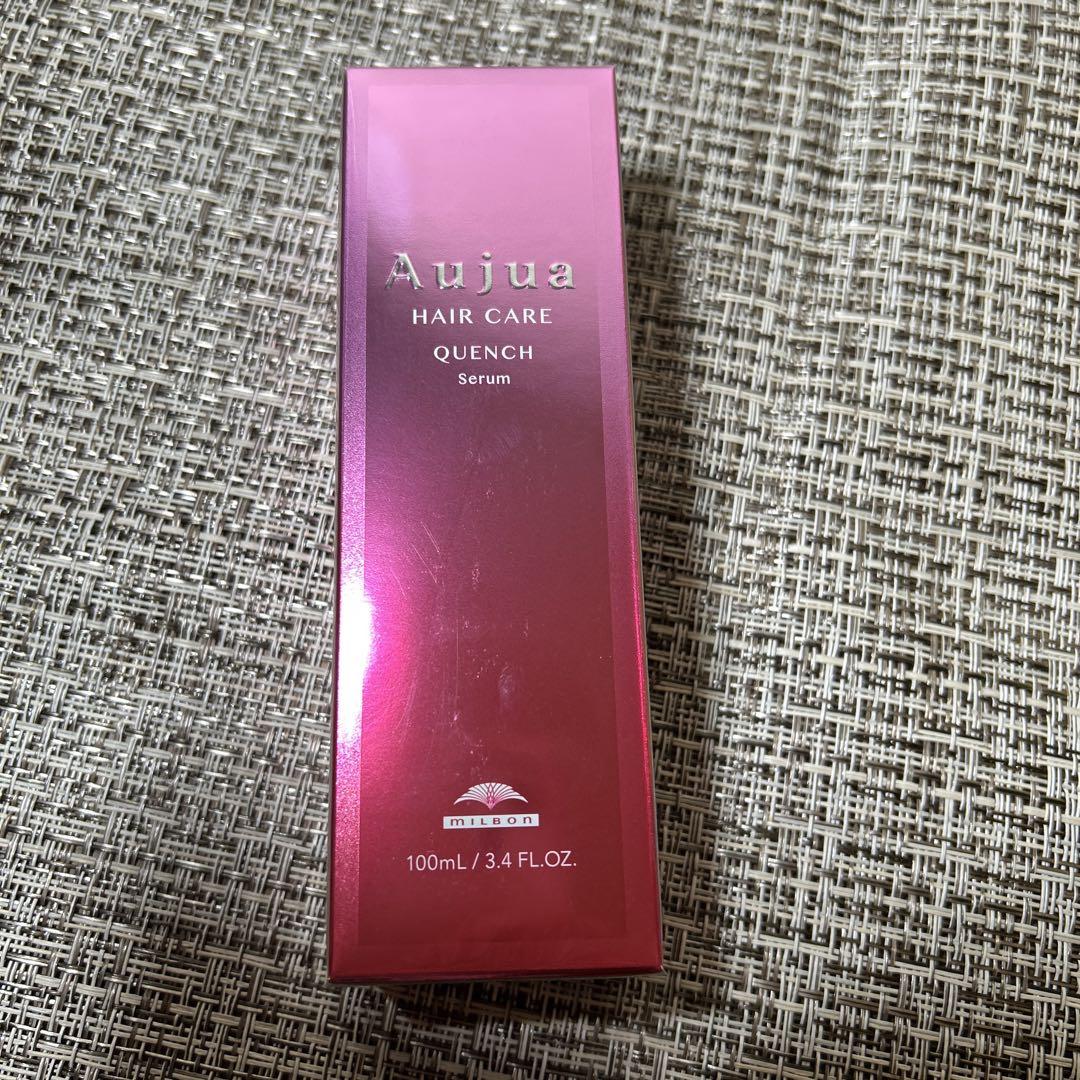 Aujua
HAIR CARE
QUENCH
Serum
MILBON
100mL / 3.4 FL.OZ.